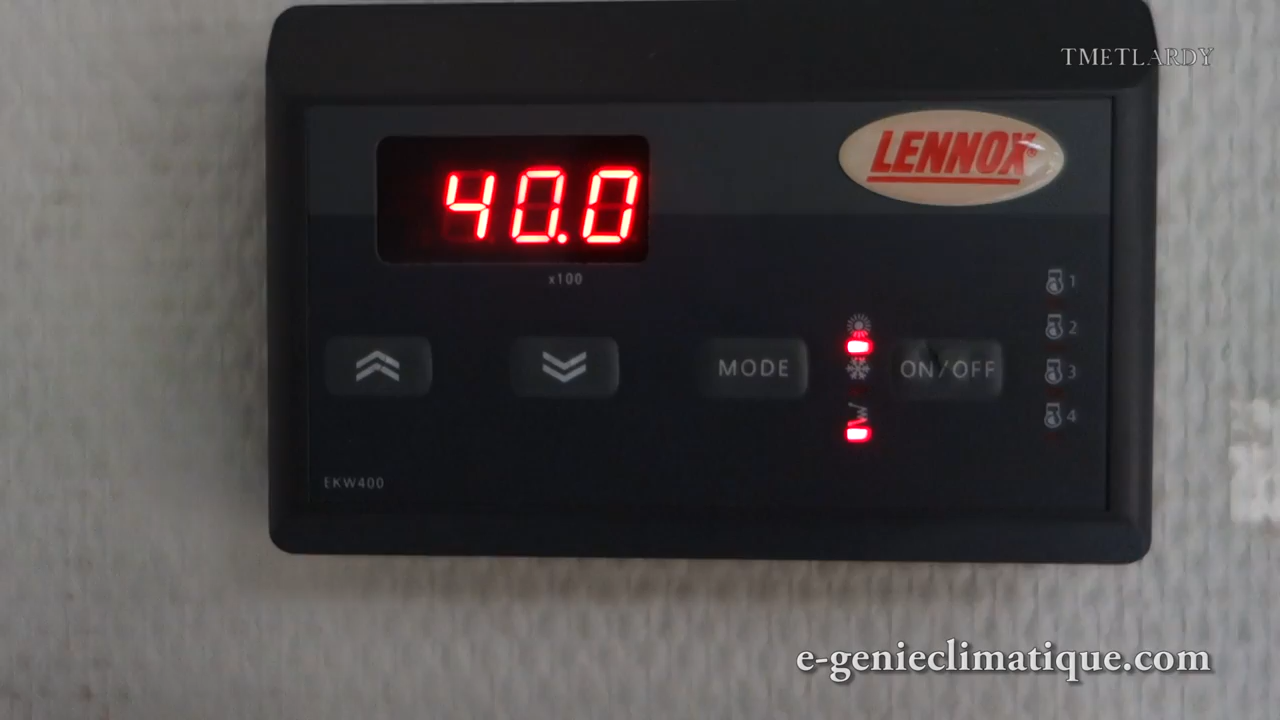 TMETLARDY
LENNOX®
40.0
x100
1
2
3
4
MODE
ON/OFF
EKW400
e-genieclimatique.com